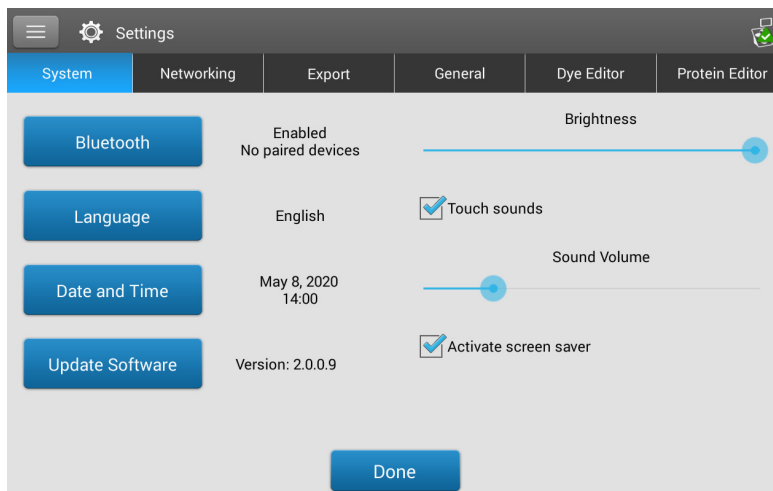 Settings
System Networking Export General Dye Editor Protein Editor
Bluetooth
Enabled
No paired devices
Brightness
Language
English
Touch sounds
Sound Volume
Date and Time
May 8, 2020
14:00
Update Software
Version: 2.0.0.9
Activate screen saver
Done